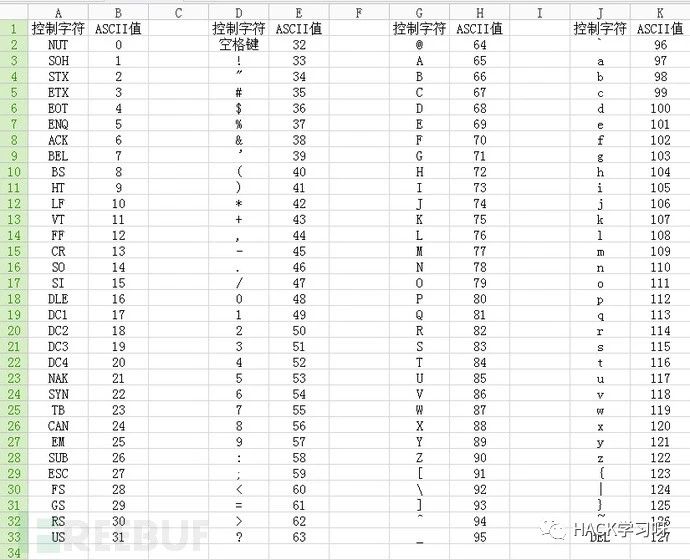 A B C D E F G H I J K
1 控制字符 ASCII值 控制字符 ASCII值 控制字符 ASCII值 控制字符 ASCII值
2 NUT 0 空格键 32 @ 64 ` 96
3 SOH 1 ! 33 A 65 a 97
4 STX 2 ″ 34 B 66 b 98
5 ETX 3 # 35 C 67 c 99
6 EOT 4 $ 36 D 68 d 100
7 ENQ 5 % 37 E 69 e 101
8 ACK 6 & 38 F 70 f 102
9 BEL 7 ’ 39 G 71 g 103
10 BS 8 ( 40 H 72 h 104
11 HT 9 ) 41 I 73 i 105
12 LF 10 * 42 J 74 j 106
13 VT 11 + 43 K 75 k 107
14 FF 12 , 44 L 76 l 108
15 CR 13 - 45 M 77 m 109
16 SO 14 . 46 N 78 n 110
17 SI 15 / 47 O 79 o 111
18 DLE 16 0 48 P 80 p 112
19 DC1 17 1 49 Q 81 q 113
20 DC2 18 2 50 R 82 r 114
21 DC3 19 3 51 S 83 s 115
22 DC4 20 4 52 T 84 t 116
23 NAK 21 5 53 U 85 u 117
24 SYN 22 6 54 V 86 v 118
25 TB 23 7 55 W 87 w 119
26 CAN 24 8 56 X 88 x 120
27 EM 25 9 57 Y 89 y 121
28 SUB 26 : 58 Z 90 z 122
29 ESC 27 ; 59 [ 91 { 123
30 FS 28 < 60 \ 92 | 124
31 GS 29 = 61 ] 93 } 125
32 RS 30 > 62 ^ 94 ~ 126
33 US 31 ? 63 _ 95 DEL 127
34
REEBUF
HACK学习呀